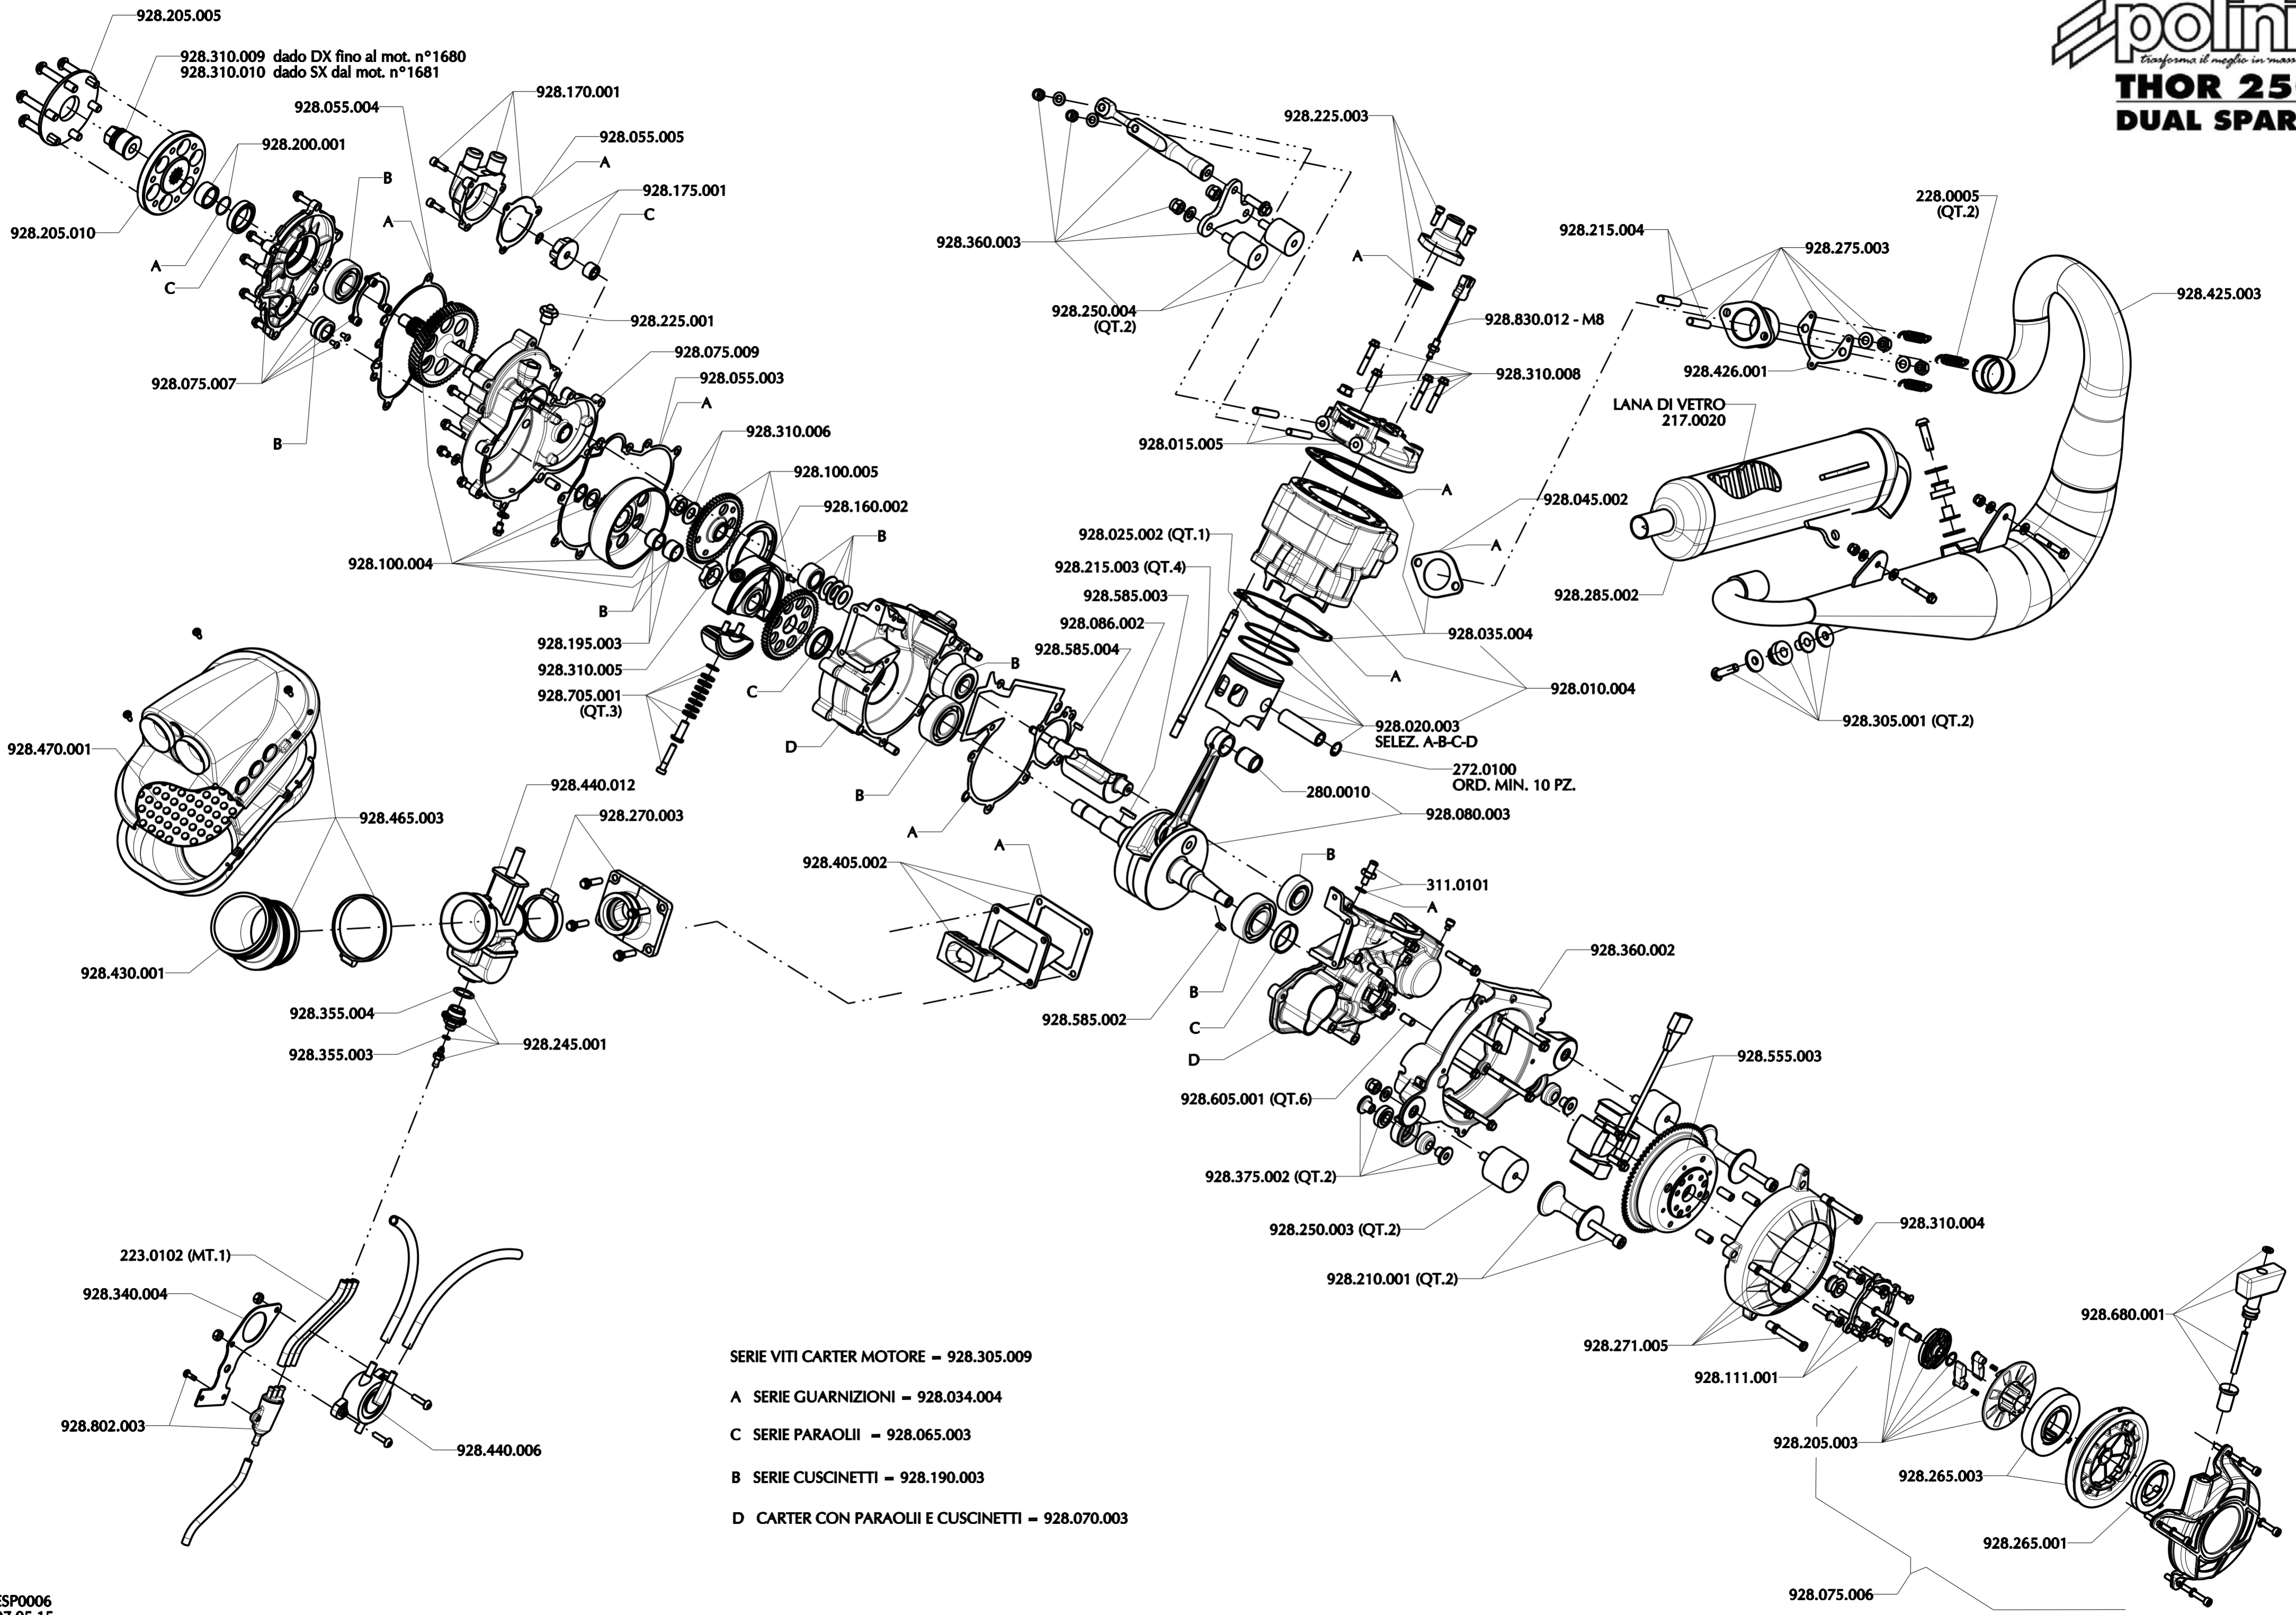 polini
trasforma il meglio in mass
THOR 25
DUAL SPAR
928.205.005
928.310.009 dado DX fino al mot. n°1680
928.310.010 dado SX dal mot. n°1681
928.055.004
928.170.001
928.055.005
A
928.200.001
B
928.175.001
C
928.205.010
A
A
C
928.225.001
928.075.009
928.055.003
A
928.075.007
B
928.310.006
928.100.005
928.160.002
B
928.100.004
B
928.195.003
928.310.005
928.705.001
(QT.3)
C
B
D
B
A
928.225.003
928.360.003
A
928.250.004
(QT.2)
928.830.012 - M8
928.310.008
928.015.005
A
928.045.002
A
928.025.002 (QT.1)
928.215.003 (QT.4)
928.585.003
928.086.002
928.585.004
928.035.004
A
928.010.004
928.020.003
SELEZ. A-B-C-D
272.0100
ORD. MIN. 10 PZ.
280.0010
928.080.003
228.0005
(QT.2)
928.215.004
928.275.003
928.425.003
928.426.001
LANA DI VETRO
217.0020
928.285.002
928.305.001 (QT.2)
928.470.001
928.465.003
928.440.012
928.270.003
928.430.001
928.355.004
928.355.003
928.245.001
928.405.002
A
B
311.0101
A
B
C
D
928.585.002
928.360.002
928.605.001 (QT.6)
928.555.003
928.375.002 (QT.2)
928.250.003 (QT.2)
928.210.001 (QT.2)
928.310.004
928.271.005
928.111.001
928.680.001
928.205.003
928.265.003
928.265.001
928.075.006
223.0102 (MT.1)
928.340.004
928.802.003
928.440.006
SERIE VITI CARTER MOTORE = 928.305.009
A SERIE GUARNIZIONI = 928.034.004
C SERIE PARAOLII = 928.065.003
B SERIE CUSCINETTI = 928.190.003
D CARTER CON PARAOLII E CUSCINETTI = 928.070.003
ESP0006